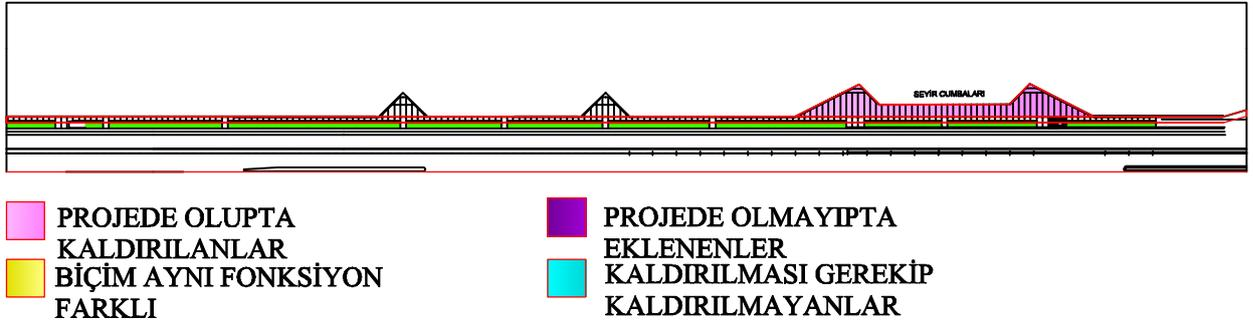 SEYİR CUMBALARI
PROJEDE OLUPTA
KALDIRILANLAR
BİÇİM AYNI FONKSİYON
FARKLI
PROJEDE OLMAYIPTA
EKLENENLER
KALDIRILMASI GEREKİP
KALDIRILMAYANLAR